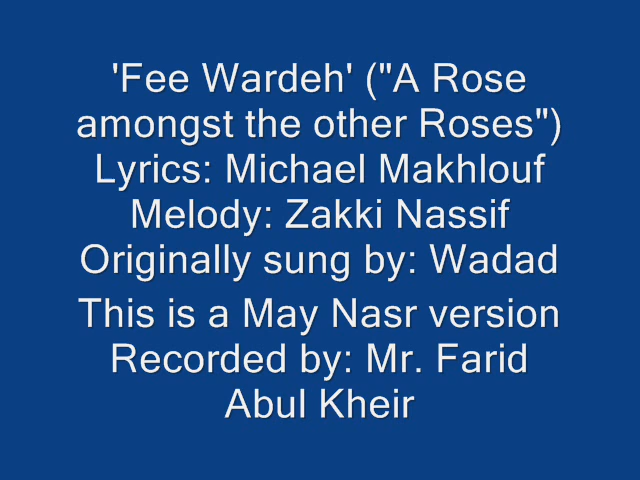 'Fee Wardeh' ("A Rose
amongst the other Roses")
Lyrics: Michael Makhlouf
Melody: Zakki Nassif
Originally sung by: Wadad
This is a May Nasr version
Recorded by: Mr. Farid
Abul Kheir